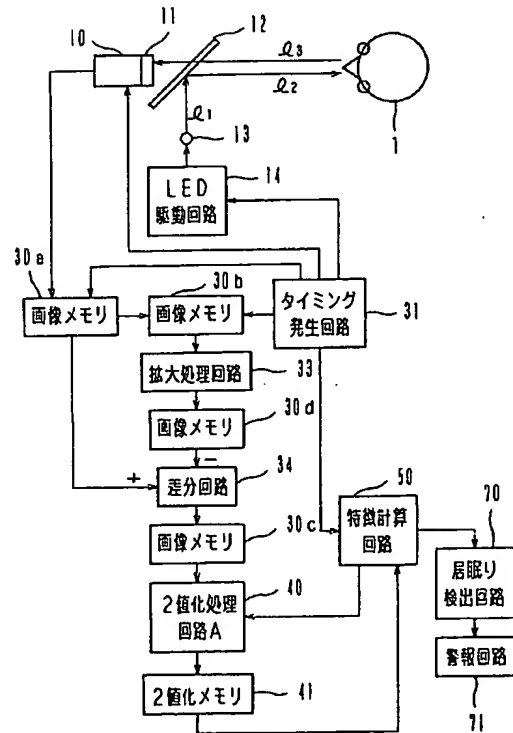 10
11
12
ℓ3
ℓ2
ℓ1
13
1
LED
駆動回路
14
30a
画像メモリ
30b
画像メモリ
タイミング
発生回路
31
拡大処理回路
33
画像メモリ
30d
+
−
差分回路
34
画像メモリ
30c
50
特徴計算
回路
70
居眠り
検出回路
2値化処理
回路A
40
警報回路
71
2値化メモリ
41